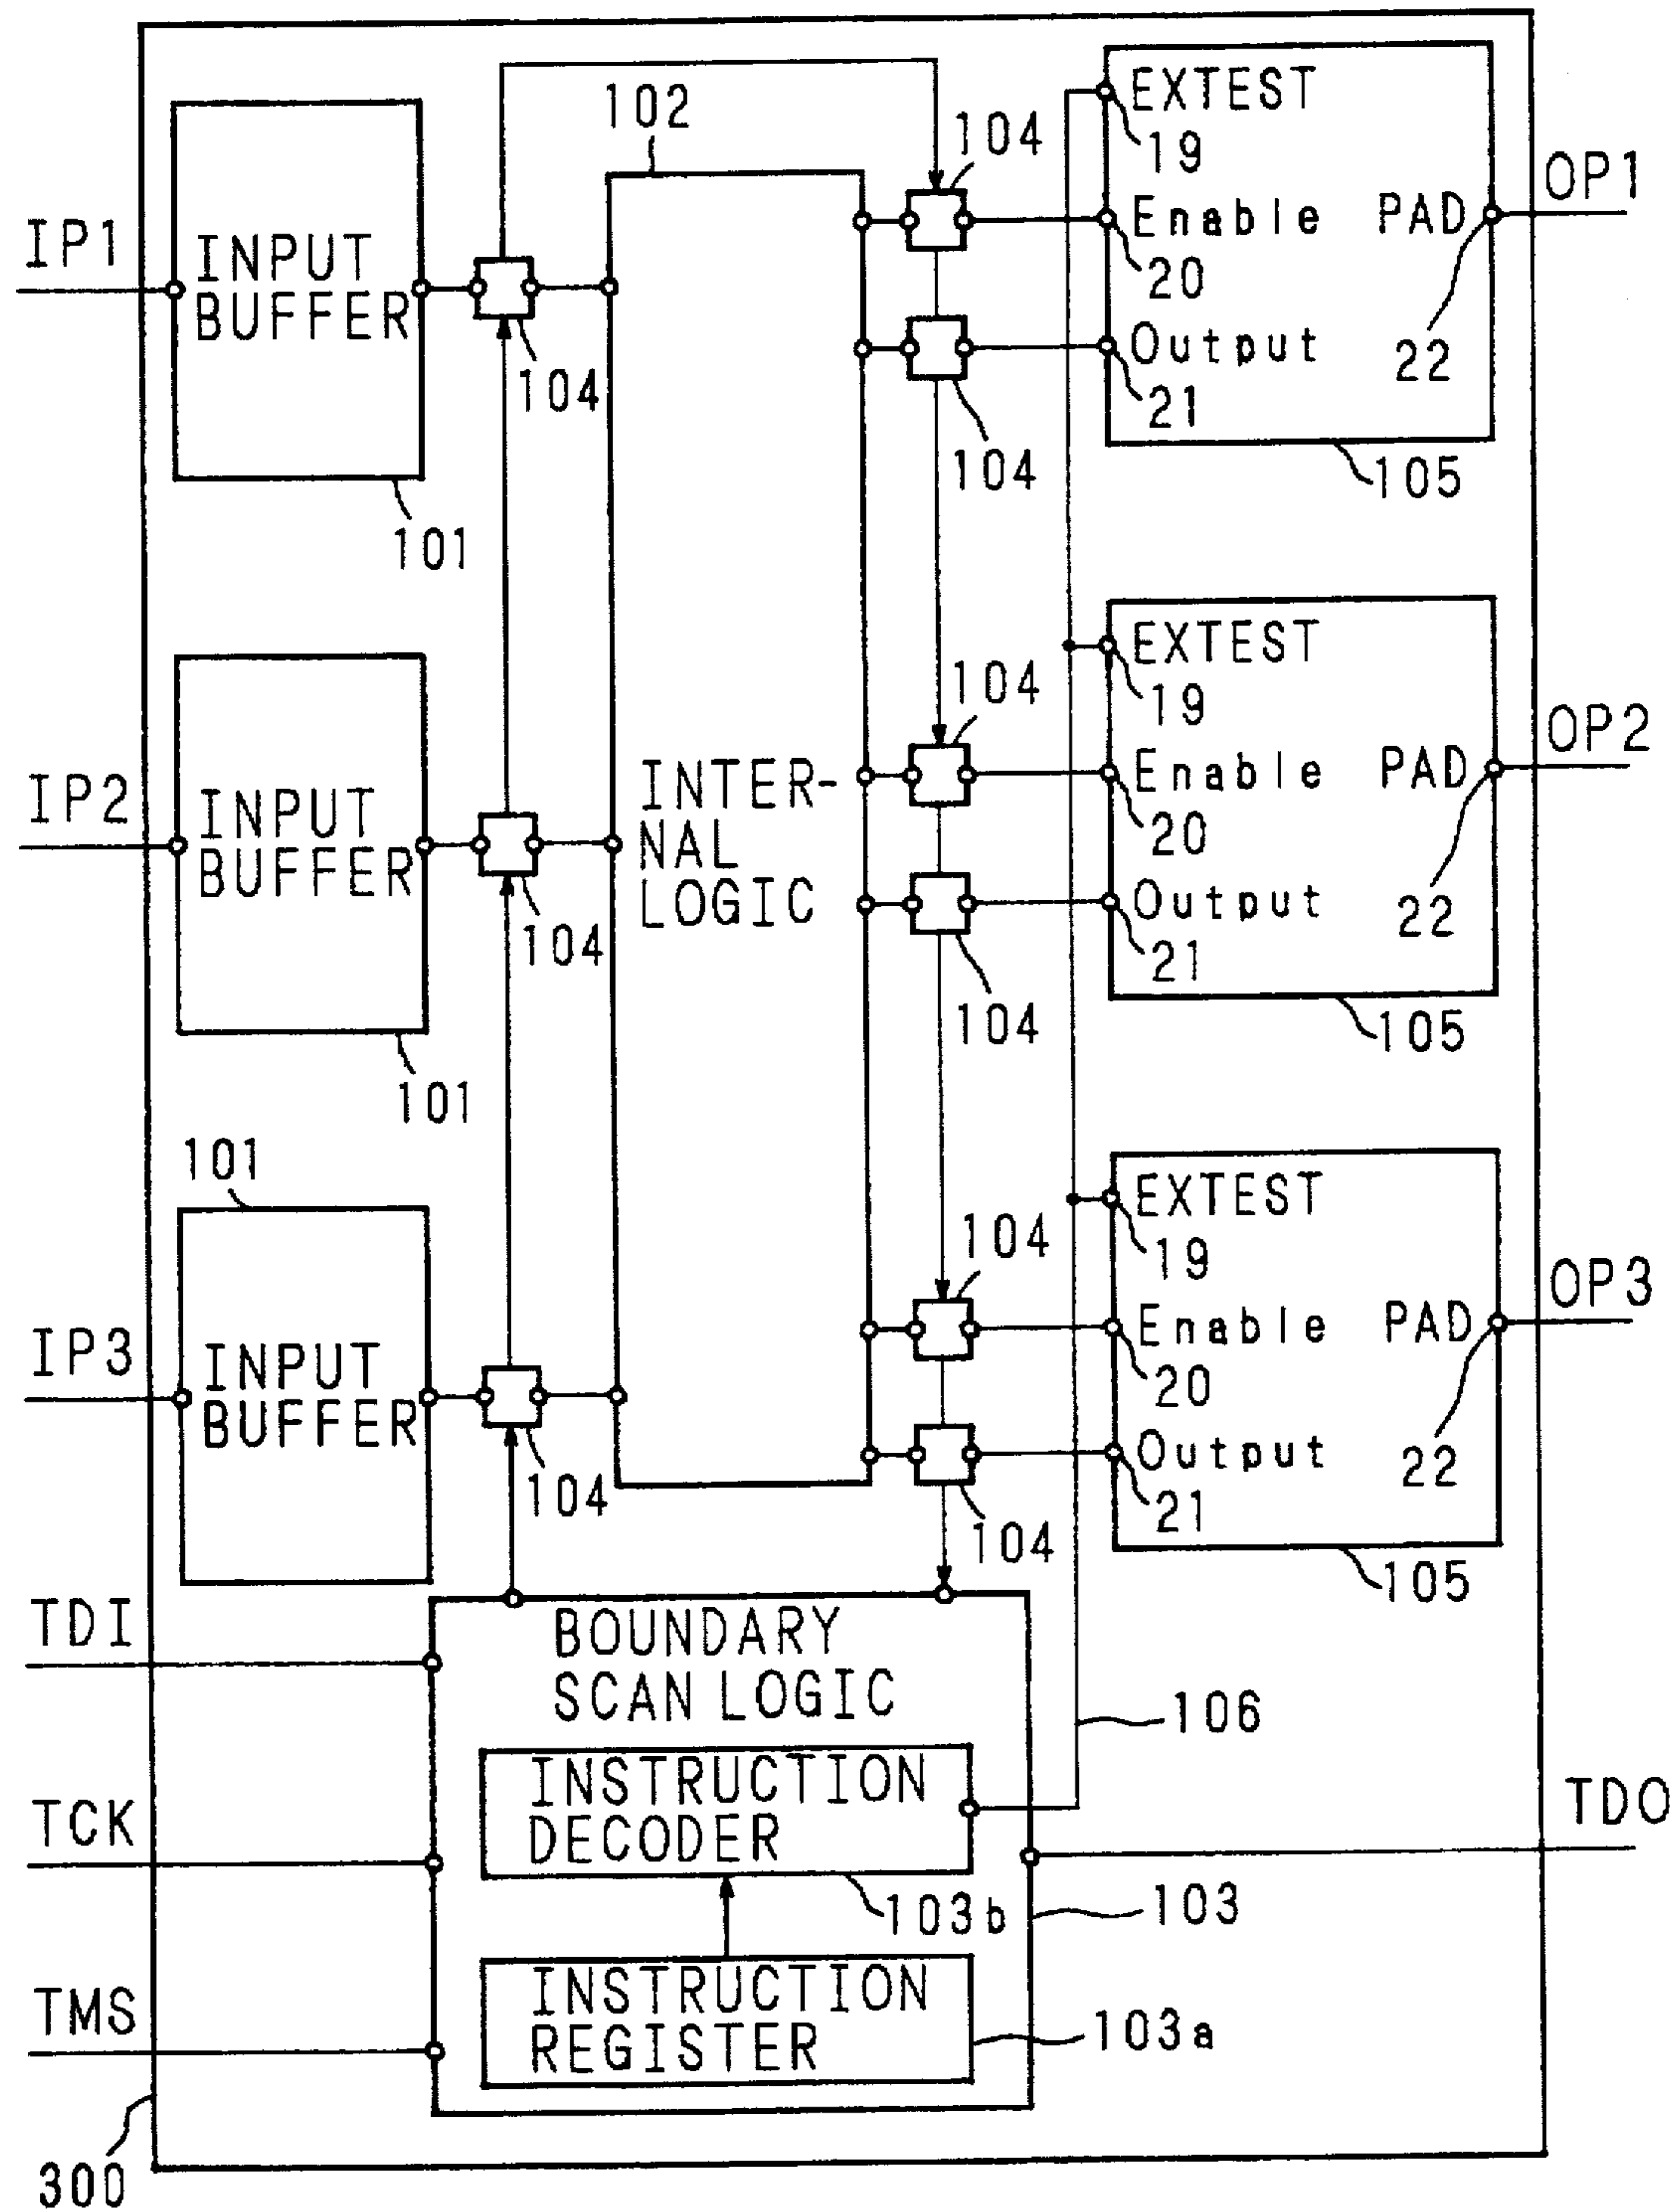 102
104
EXTEST
19
OP1
IP1
INPUT
BUFFER
Enable
PAD
20
22
104
Output
21
104
105
101
EXTEST
104
19
OP2
IP2
INPUT
BUFFER
INTER-
NAL
LOGIC
Enable
PAD
20
22
104
Output
21
104
105
101
101
EXTEST
104
19
OP3
IP3
INPUT
BUFFER
Enable
PAD
20
22
104
Output
21
104
105
TDI
BOUNDARY
SCAN LOGIC
106
TCK
INSTRUCTION
DECODER
TDO
103b
103
TMS
INSTRUCTION
REGISTER
103a
300